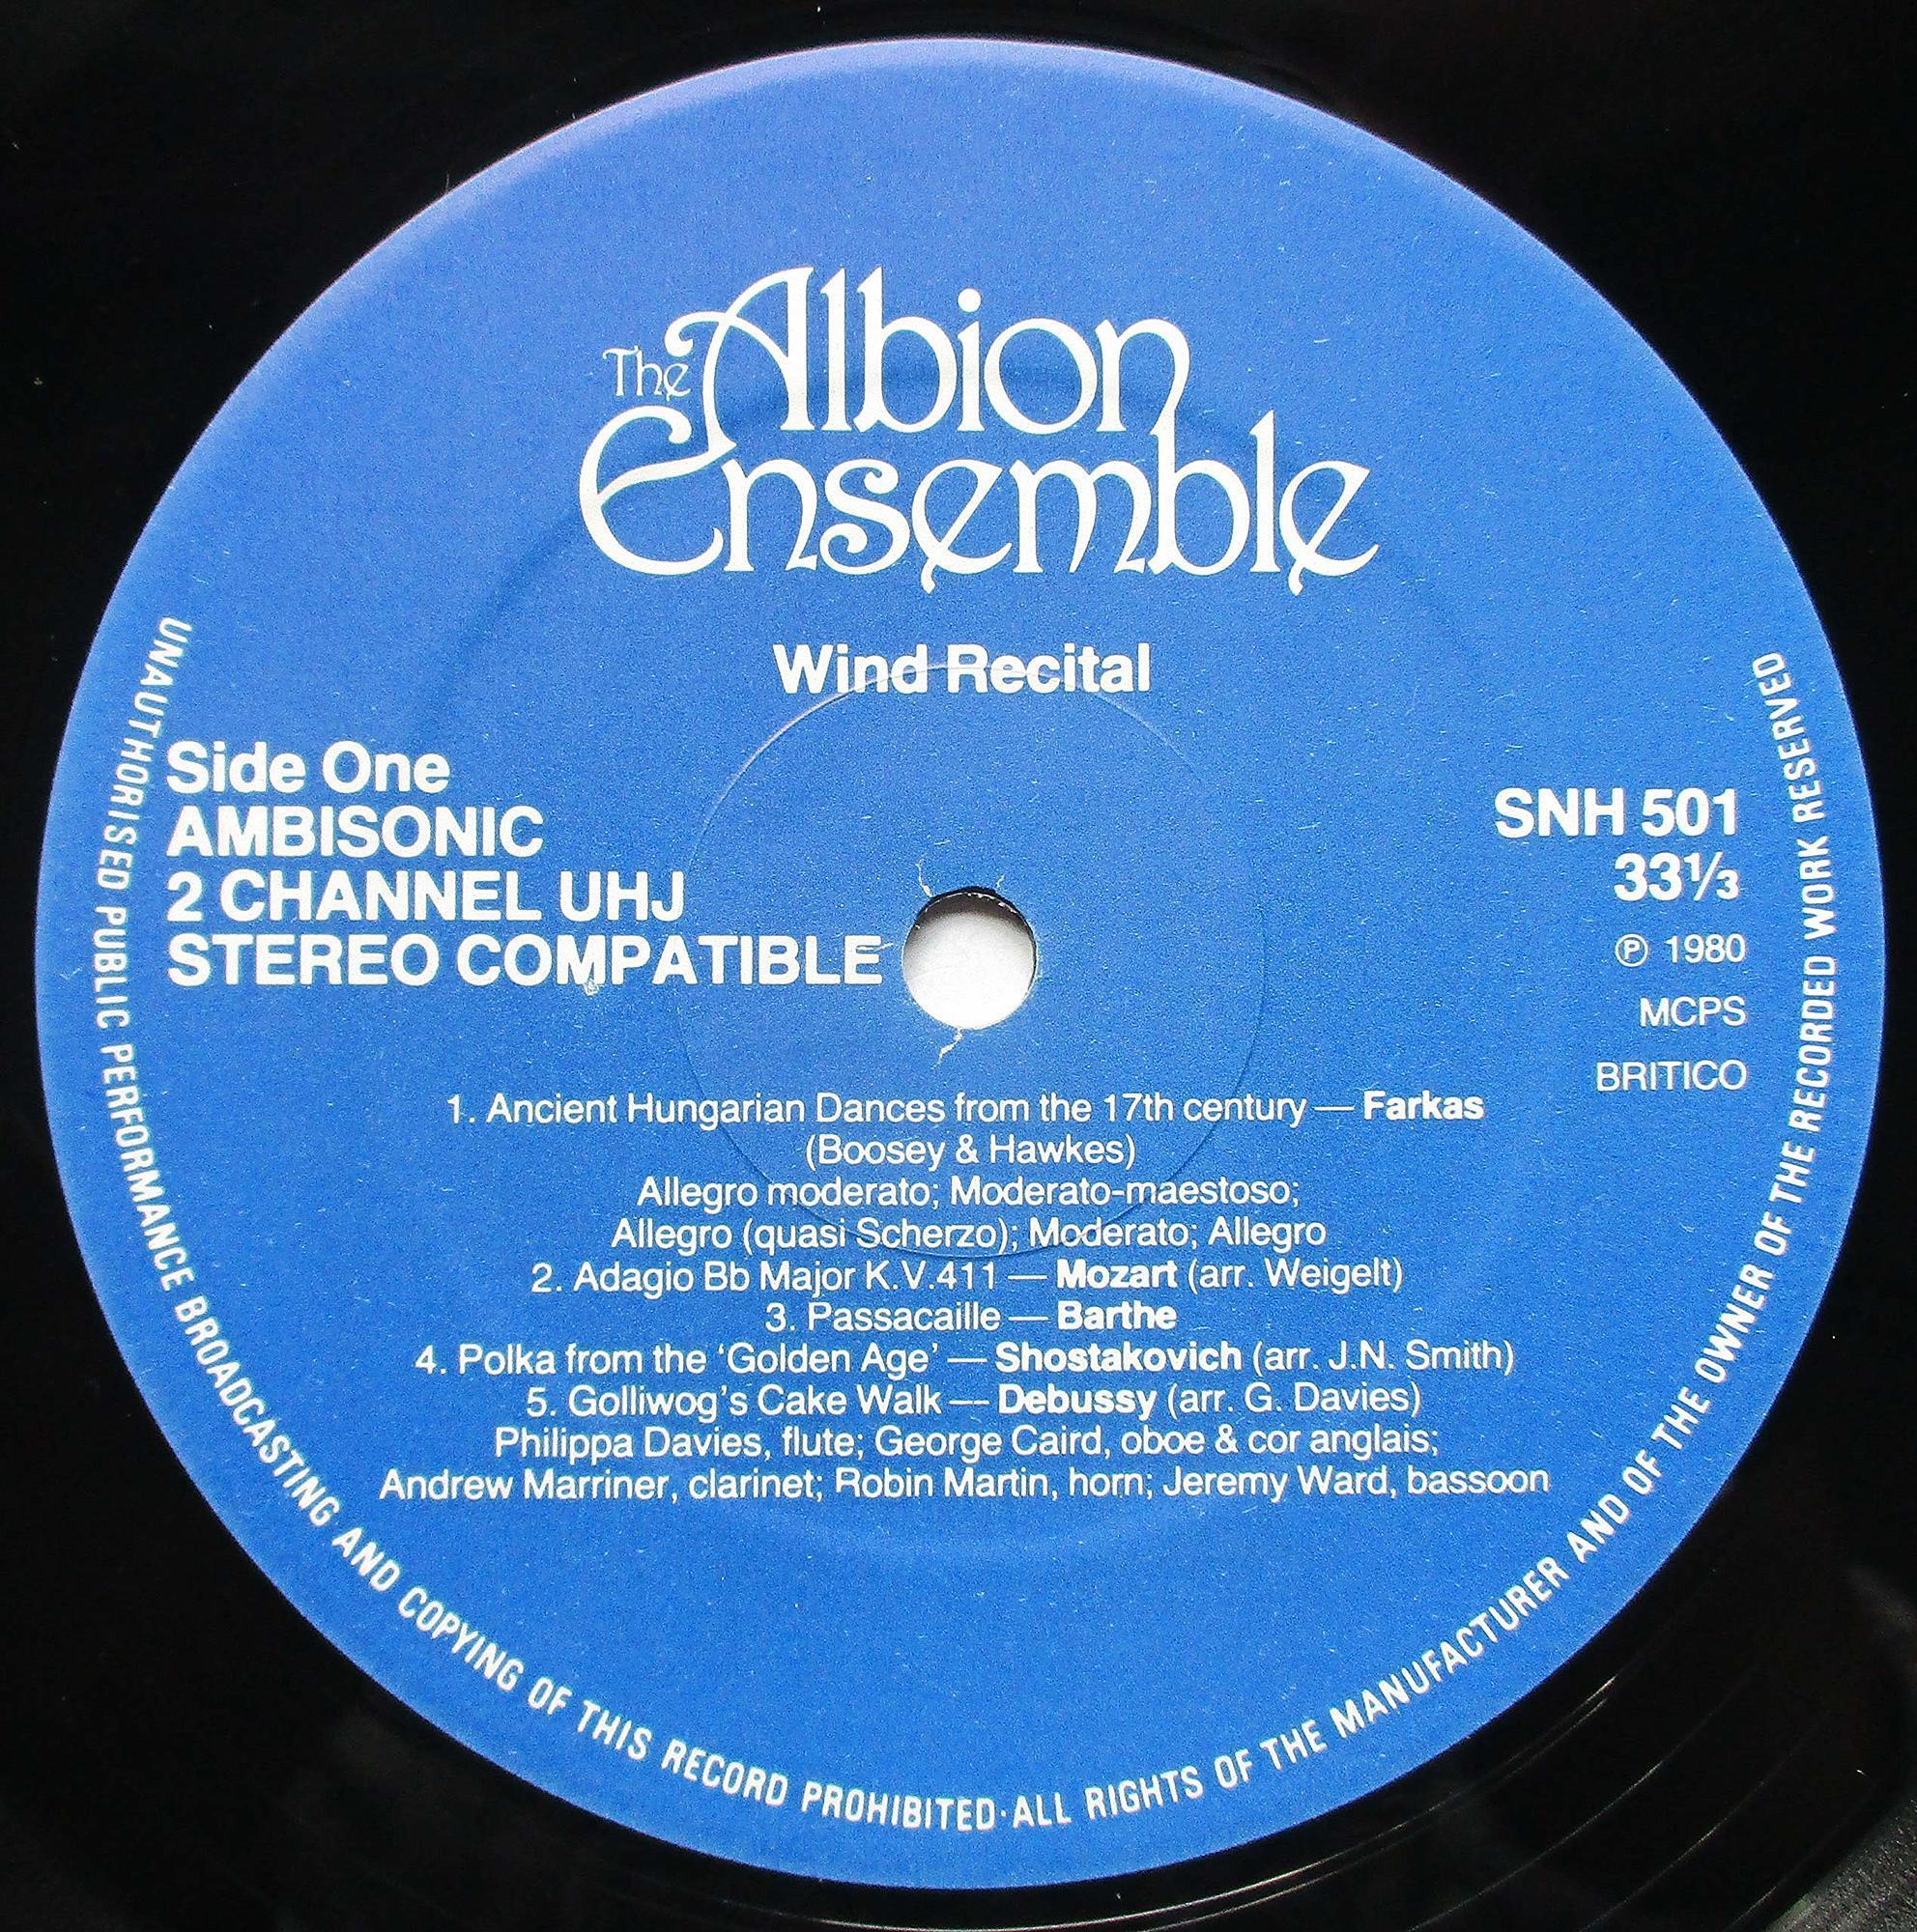 The Albion
Ensemble
Wind Recital
Side One
AMBISONIC
2 CHANNEL UHJ
STEREO COMPATIBLE
SNH 501
33⅓
℗ 1980
MCPS
BRITICO
1. Ancient Hungarian Dances from the 17th century — Farkas
(Boosey & Hawkes)
Allegro moderato; Moderato-maestoso;
Allegro (quasi Scherzo); Moderato; Allegro
2. Adagio Bb Major K.V.411 — Mozart (arr. Weigelt)
3. Passacaille — Barthe
4. Polka from the ‘Golden Age’ — Shostakovich (arr. J.N. Smith)
5. Golliwog’s Cake Walk — Debussy (arr. G. Davies)
Philippa Davies, flute; George Caird, oboe & cor anglais;
Andrew Marriner, clarinet; Robin Martin, horn; Jeremy Ward, bassoon
UNAUTHORISED PUBLIC PERFORMANCE BROADCASTING AND COPYING OF THIS RECORD PROHIBITED·ALL RIGHTS OF THE MANUFACTURER AND OF THE OWNER OF THE RECORDED WORK RESERVED